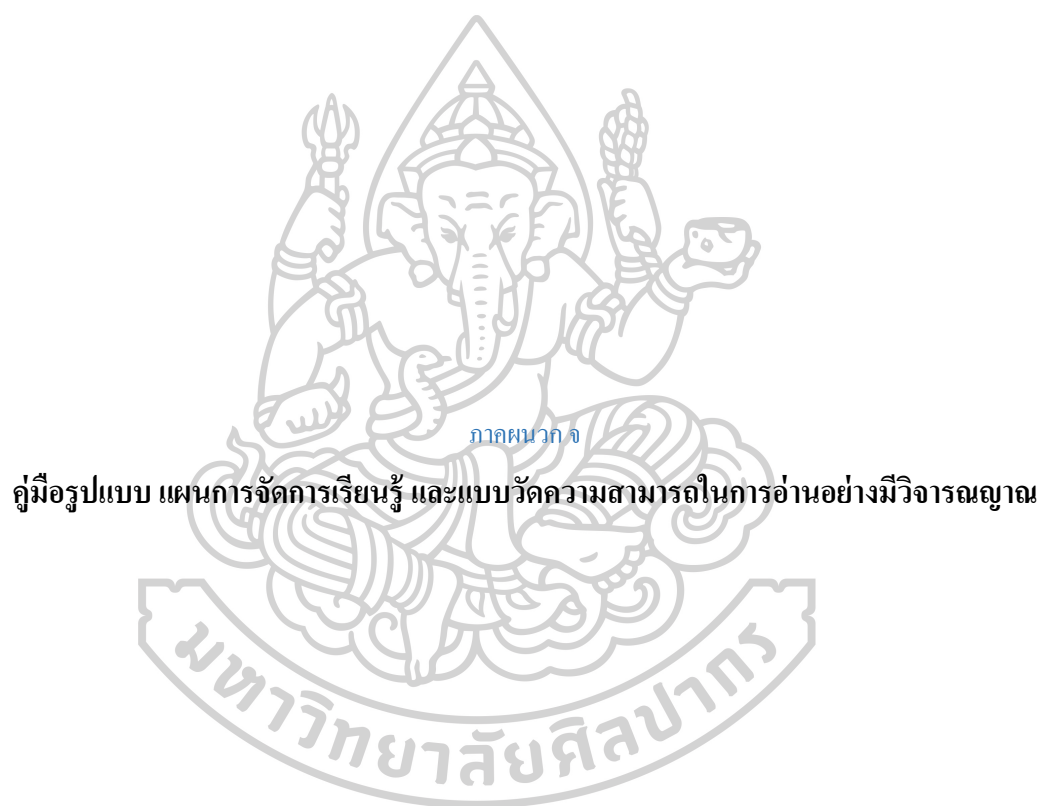 ภาคผนวก จ
คู่มือรูปแบบ แผนการจัดการเรียนรู้ และแบบวัดความสามารถในการอ่านอย่างมีวิจารณญาณ
มหาวิทยาลัยศิลปากร